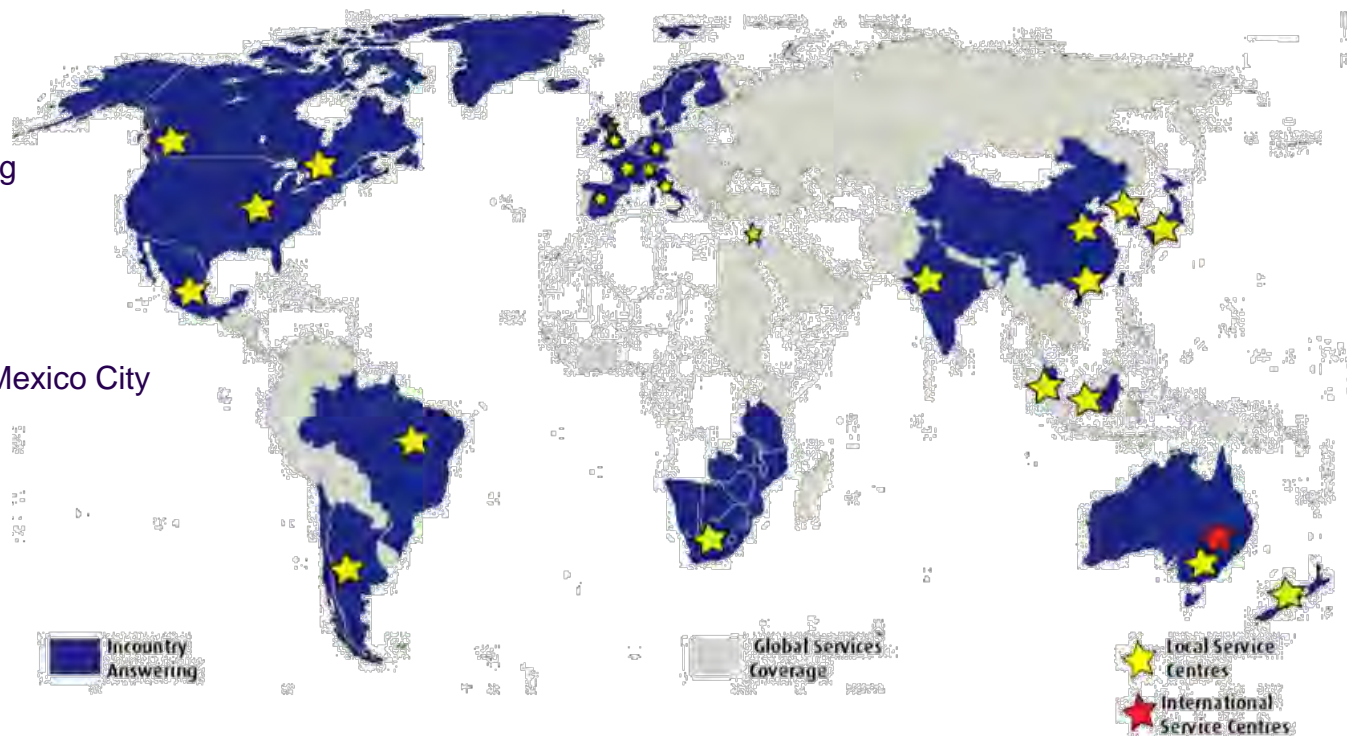 g
Mexico City
Incountry
Answering
Global Services
Coverage
Local Service
Centres
International
Service Centres